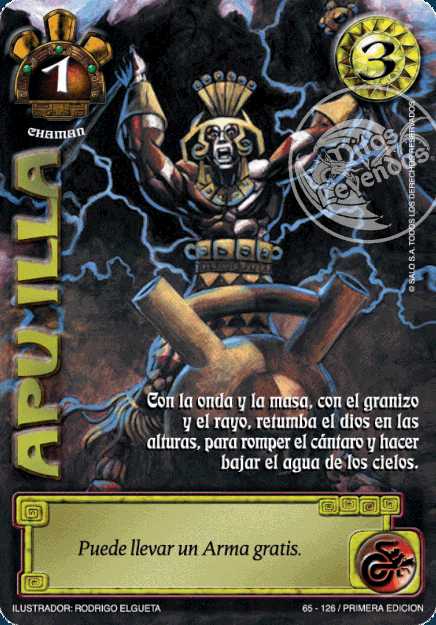 1
3
CHAMAN
Mitos
y
Leyendas
APU ILLA
© SALO S.A. TODOS LOS DERECHOS RESERVADOS
Con la onda y la masa, con el granizo
y el rayo, retumba el dios en las
alturas, para romper el cántaro y hacer
bajar el agua de los cielos.
Puede llevar un Arma gratis.
ILUSTRADOR: RODRIGO ELGUETA
65 - 126 / PRIMERA EDICION